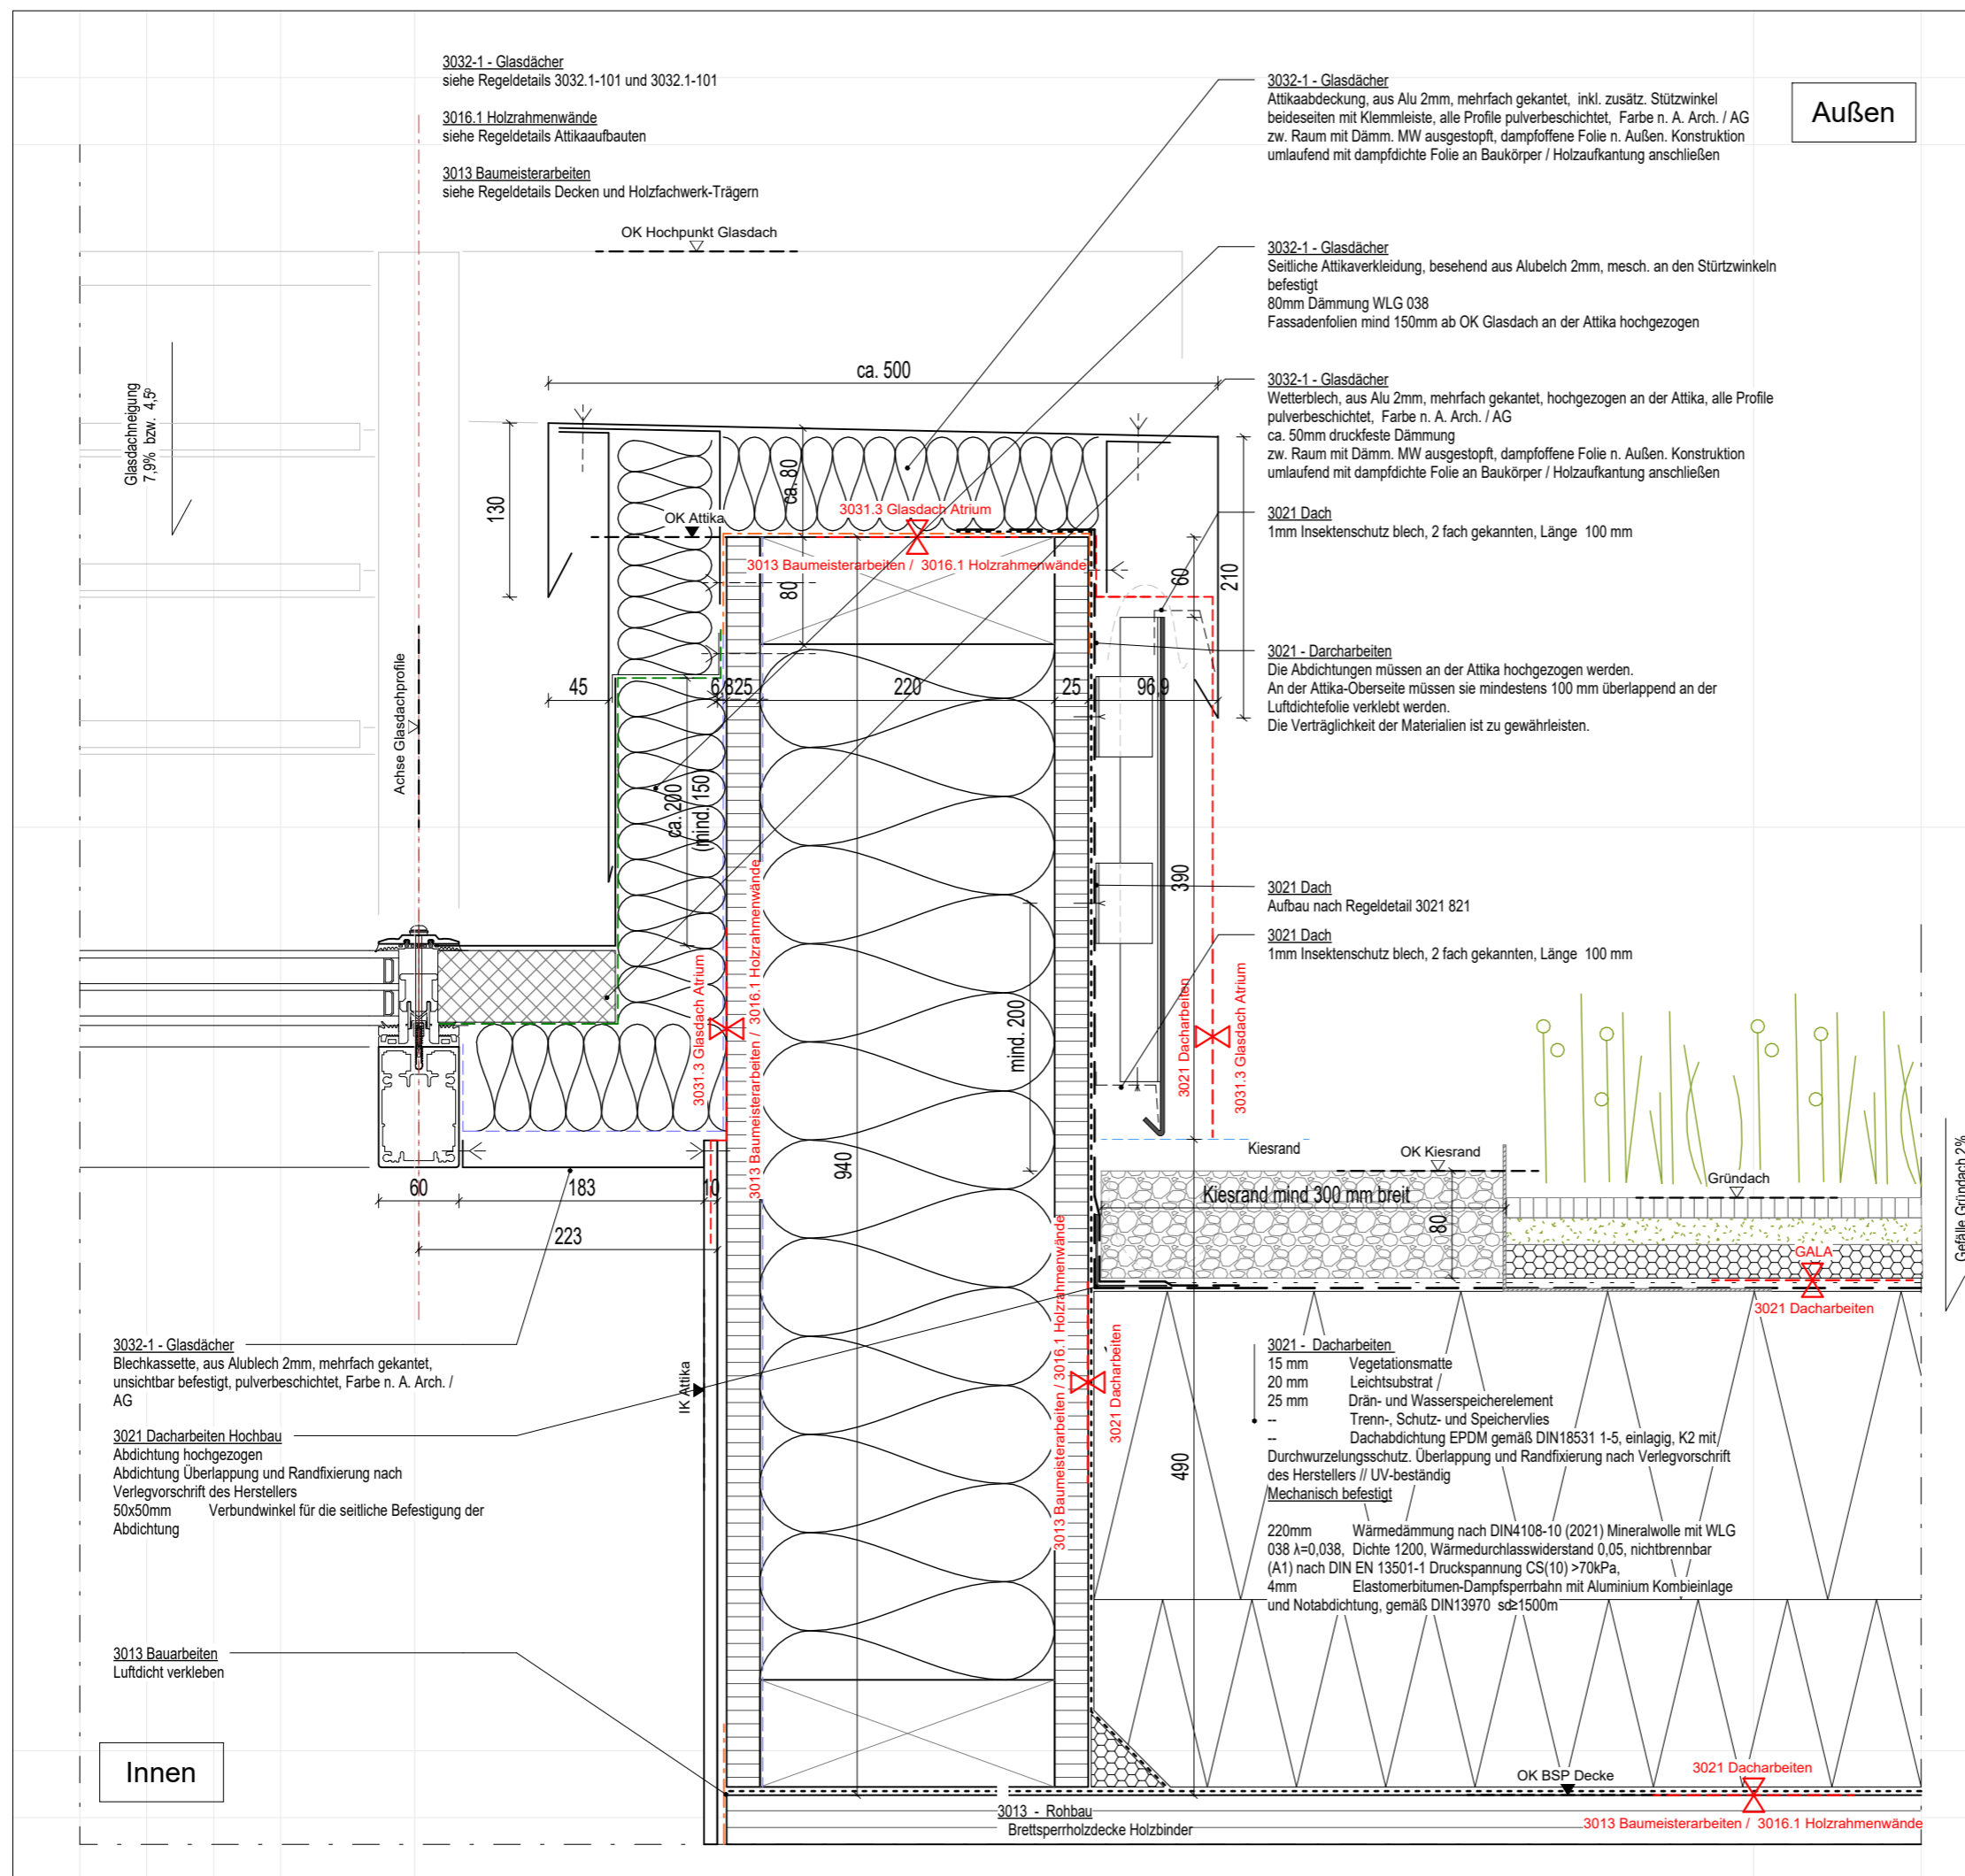 3032-1 - Glasdächer
siehe Regeldetails 3032.1-101 und 3032.1-101
3016.1 Holzrahmenwände
siehe Regeldetails Attikaaufbauten
3013 Baumeisterarbeiten
siehe Regeldetails Decken und Holzfachwerk-Trägern
OK Hochpunkt Glasdach
3032-1 - Glasdächer
Attikaabdeckung, aus Alu 2mm, mehrfach gekantet, inkl. zusätz. Stützwinkel
beideseiten mit Klemmleiste, alle Profile pulverbeschichtet, Farbe n. A. Arch. / AG
zw. Raum mit Dämm. MW ausgestopft, dampfoffene Folie n. Außen. Konstruktion
umlaufend mit dampfdichte Folie an Baukörper / Holzaufkantung anschließen
Außen
3032-1 - Glasdächer
Seitliche Attikaverkleidung, besehend aus Alubelch 2mm, mesch. an den Stürtzwinkeln
befestigt
80mm Dämmung WLG 038
Fassadenfolien mind 150mm ab OK Glasdach an der Attika hochgezogen
3032-1 - Glasdächer
Wetterblech, aus Alu 2mm, mehrfach gekantet, hochgezogen an der Attika, alle Profile
pulverbeschichtet, Farbe n. A. Arch. / AG
ca. 50mm druckfeste Dämmung
zw. Raum mit Dämm. MW ausgestopft, dampfoffene Folie n. Außen. Konstruktion
umlaufend mit dampfdichte Folie an Baukörper / Holzaufkantung anschließen
3021 Dach
1mm Insektenschutz blech, 2 fach gekannten, Länge 100 mm
3021 - Darcharbeiten
Die Abdichtungen müssen an der Attika hochgezogen werden.
An der Attika-Oberseite müssen sie mindestens 100 mm überlappend an der
Luftdichtefolie verklebt werden.
Die Verträglichkeit der Materialien ist zu gewährleisten.
3021 Dach
Aufbau nach Regeldetail 3021 821
3021 Dach
1mm Insektenschutz blech, 2 fach gekannten, Länge 100 mm
Glasdachneigung
7,9% bzw. 4,5º
ca. 500
130
ca. 80
3031.3 Glasdach Atrium
OK Attika
3013 Baumeisterarbeiten / 3016.1 Holzrahmenwände
80
60
210
45
6,825
220
25
96,9
Achse Glasdachprofile
ca. 200
(mind. 150
390
3031.3 Glasdach Atrium
3013 Baumeisterarbeiten / 3016.1 Holzrahmenwände
mind. 200
3021 Dacharbeiten
3031.3 Glasdach Atrium
940
Kiesrand
OK Kiesrand
Kiesrand mind 300 mm breit
80
Gründach
Gefälle Gründach 2%
GALA
3021 Dacharbeiten
60
183
10
223
3032-1 - Glasdächer
Blechkassette, aus Alublech 2mm, mehrfach gekantet,
unsichtbar befestigt, pulverbeschichtet, Farbe n. A. Arch. /
AG
3021 Dacharbeiten Hochbau
Abdichtung hochgezogen
Abdichtung Überlappung und Randfixierung nach
Verlegvorschrift des Herstellers
50x50mm Verbundwinkel für die seitliche Befestigung der
Abdichtung
IK Attika
3013 Baumeisterarbeiten / 3016.1 Holzrahmenwände
3021 Dacharbeiten
490
3021 - Dacharbeiten
15 mm Vegetationsmatte
20 mm Leichtsubstrat
25 mm Drän- und Wasserspeicherelement
-- Trenn-, Schutz- und Speichervlies
-- Dachabdichtung EPDM gemäß DIN18531 1-5, einlagig, K2 mit
Durchwurzelungsschutz. Überlappung und Randfixierung nach Verlegvorschrift
des Herstellers // UV-beständig
Mechanisch befestigt
220mm Wärmedämmung nach DIN4108-10 (2021) Mineralwolle mit WLG
038 λ=0,038, Dichte 1200, Wärmedurchlasswiderstand 0,05, nichtbrennbar
(A1) nach DIN EN 13501-1 Druckspannung CS(10) >70kPa,
4mm Elastomerbitumen-Dampfsperrbahn mit Aluminium Kombieinlage
und Notabdichtung, gemäß DIN13970 sd≥1500m
3013 Bauarbeiten
Luftdicht verkleben
Innen
OK BSP Decke
3021 Dacharbeiten
3013 - Rohbau
Brettsperrholzdecke Holzbinder
3013 Baumeisterarbeiten / 3016.1 Holzrahmenwände